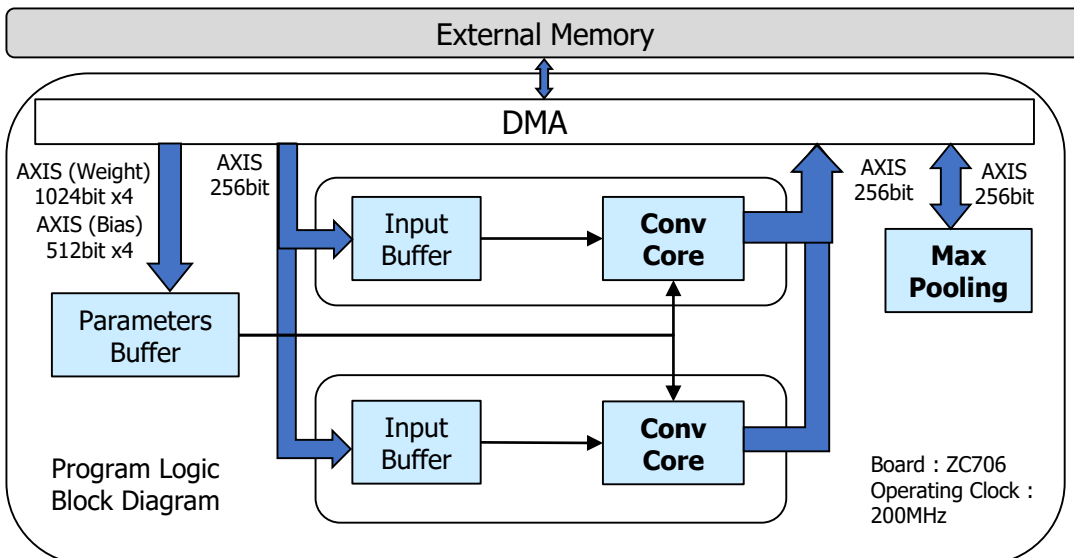 External Memory
DMA
AXIS (Weight)
1024bit x4
AXIS (Bias)
512bit x4
AXIS
256bit
AXIS
256bit
AXIS
256bit
Input
Buffer
Conv
Core
Max
Pooling
Parameters
Buffer
Input
Buffer
Conv
Core
Program Logic
Block Diagram
Board : ZC706
Operating Clock :
200MHz